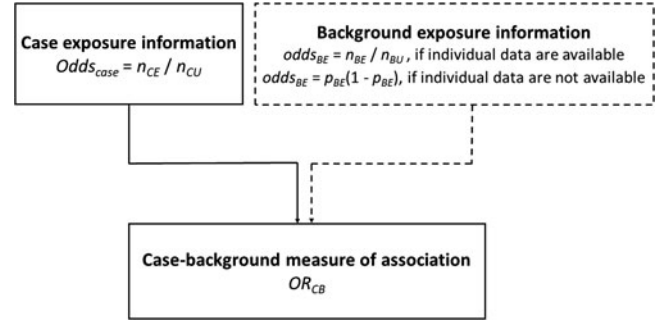 Case exposure information
Odds_case = n_CE / n_CU
Background exposure information
odds_BE = n_BE / n_BU, if individual data are available
odds_BE = p_BE(1 - p_BE), if individual data are not available
Case-background measure of association
OR_CB